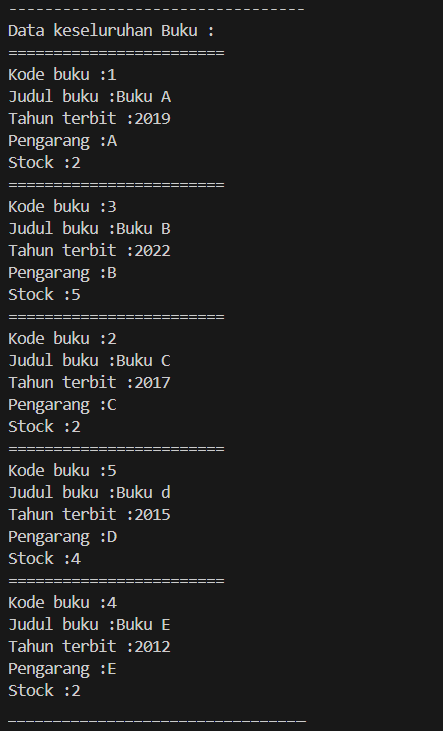 ---------------------------------
Data keseluruhan Buku :
========================
Kode buku :1
Judul buku :Buku A
Tahun terbit :2019
Pengarang :A
Stock :2
========================
Kode buku :3
Judul buku :Buku B
Tahun terbit :2022
Pengarang :B
Stock :5
========================
Kode buku :2
Judul buku :Buku C
Tahun terbit :2017
Pengarang :C
Stock :2
========================
Kode buku :5
Judul buku :Buku d
Tahun terbit :2015
Pengarang :D
Stock :4
========================
Kode buku :4
Judul buku :Buku E
Tahun terbit :2012
Pengarang :E
Stock :2
_________________________________